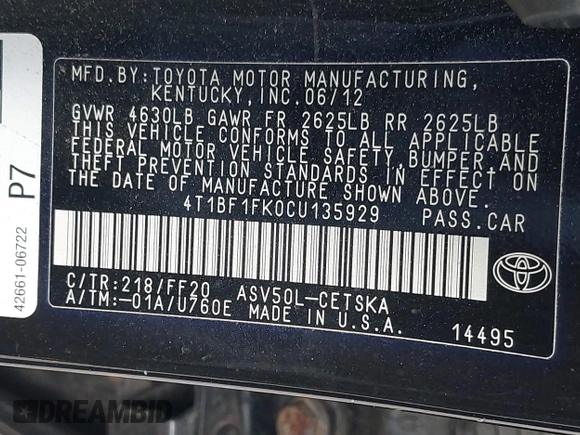 MFD.BY:TOYOTA MOTOR MANUFACTURING,
KENTUCKY,INC.06/12
GVWR 4630LB GAWR FR 2625LB RR 2625LB
THIS VEHICLE CONFORMS TO ALL APPLICABLE
FEDERAL MOTOR VEHICLE SAFETY,BUMPER,AND
THEFT PREVENTION STANDARDS IN EFFECT ON
THE DATE OF MANUFACTURE SHOWN ABOVE.
4T1BF1FK0CU135929 PASS.CAR
C/TR:218/FF20 ASV50L-CETSKA
A/TM:-01A/U760E MADE IN U.S.A.
14495
P7
42661-06722
DREAMBID